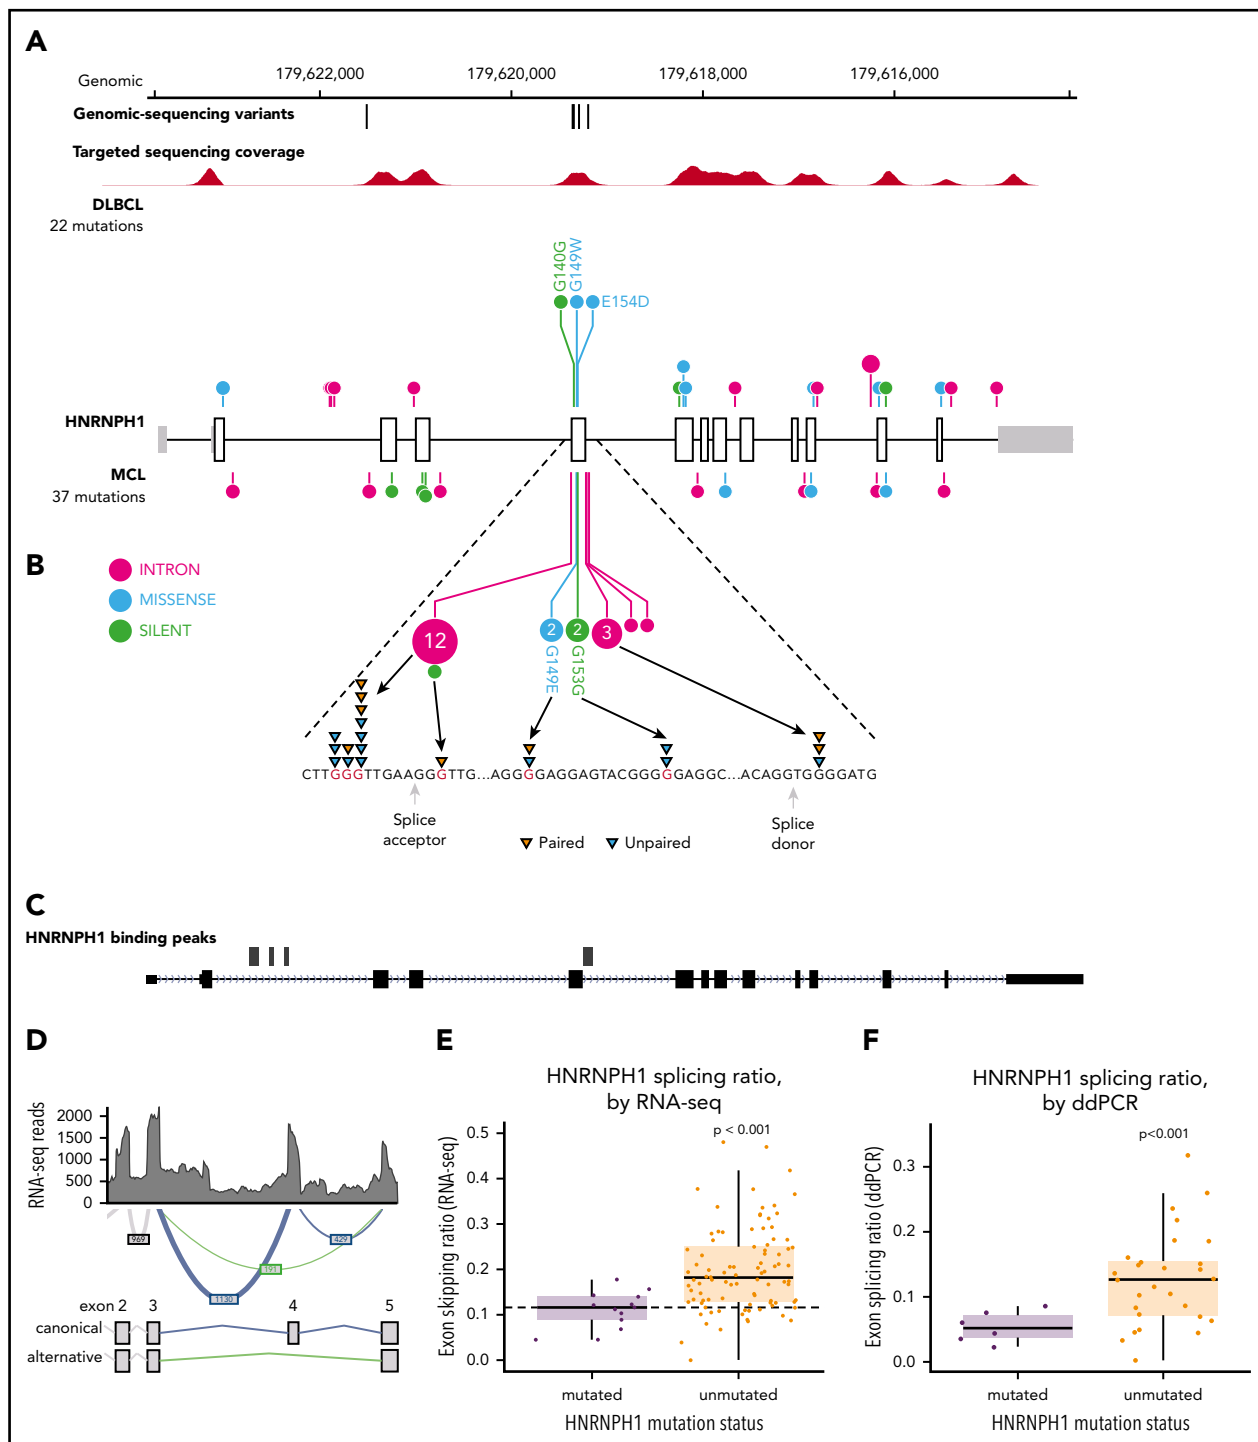 A
Genomic
179,622,000
179,620,000
179,618,000
179,616,000
Genomic-sequencing variants
Targeted sequencing coverage
DLBCL
22 mutations
G140G
G149W
E154D
HNRNPH1
MCL
37 mutations
B
INTRON
MISSENSE
SILENT
12
2
2
3
G149E
G153G
CTTGGGTTGAAGGGTTG...AGGGGAGGAGTACGGGGGAGGC...ACAGGTGGGGATG
Splice
acceptor
Splice
donor
Paired
Unpaired
C
HNRNPH1 binding peaks
D
RNA-seq reads
2000
1500
1000
500
0
969
429
191
1130
exon 2
3
4
5
canonical
alternative
E
HNRNPH1 splicing ratio,
by RNA-seq
p < 0.001
Exon skipping ratio (RNA-seq)
0.5
0.4
0.3
0.2
0.1
0.0
mutated
unmutated
HNRNPH1 mutation status
F
HNRNPH1 splicing ratio,
by ddPCR
p<0.001
Exon splicing ratio (ddPCR)
0.3
0.2
0.1
0.0
mutated
unmutated
HNRNPH1 mutation status